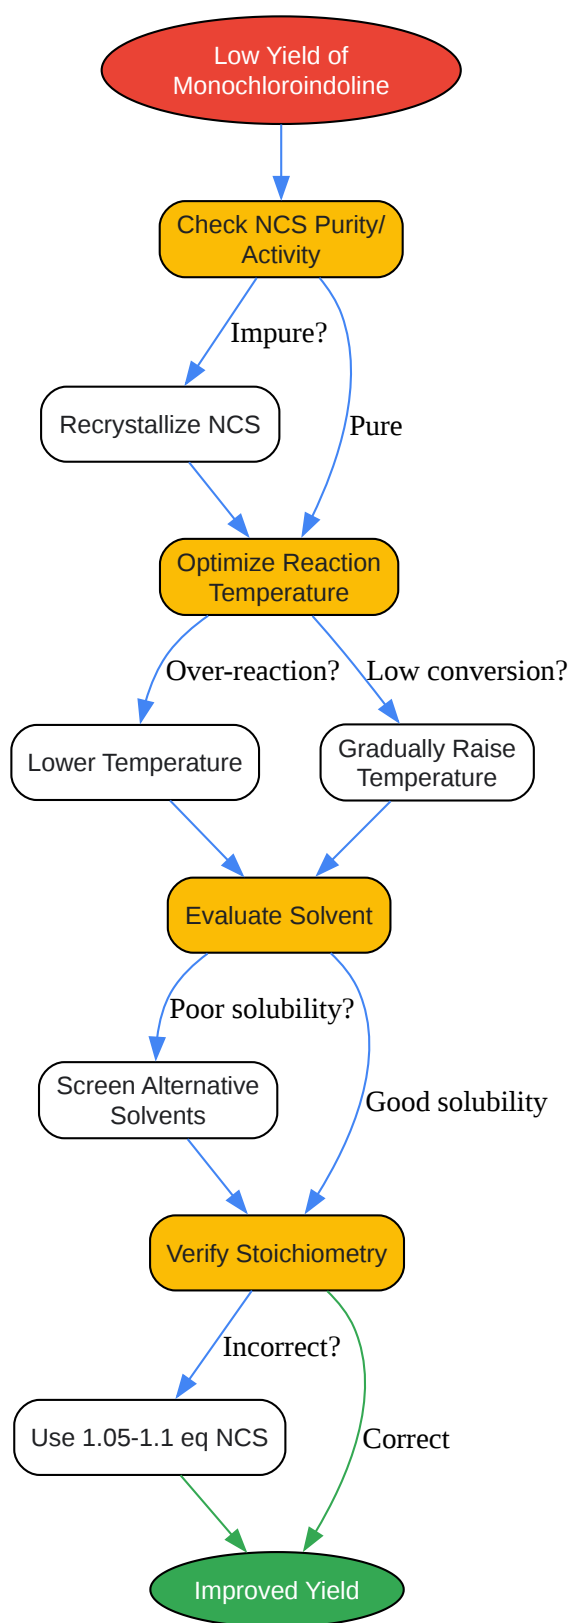 Low Yield of
Monochloroindoline
Check NCS Purity/
Activity
Impure?
Recrystallize NCS
Pure
Optimize Reaction
Temperature
Over-reaction?
Low conversion?
Lower Temperature
Gradually Raise
Temperature
Evaluate Solvent
Poor solubility?
Screen Alternative
Solvents
Good solubility
Verify Stoichiometry
Incorrect?
Use 1.05-1.1 eq NCS
Correct
Improved Yield